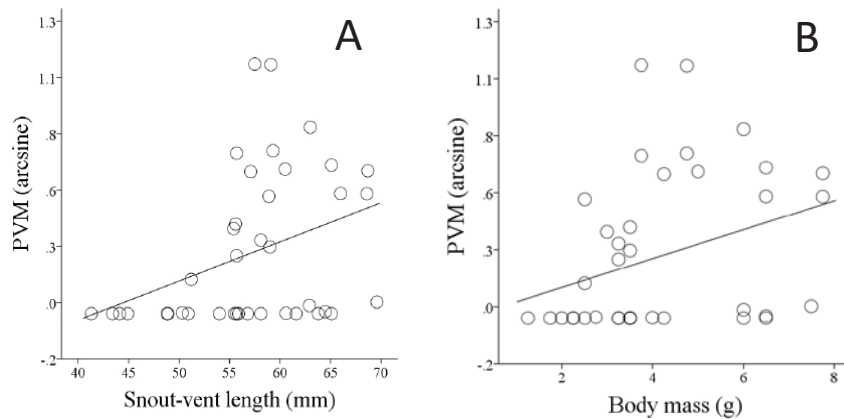 A
PVM (arcsine)
1.3
1.1
.8
.6
.3
.0
-.2
40 45 50 55 60 65 70
Snout-vent length (mm)
B
PVM (arcsine)
1.3
1.1
.8
.6
.3
.0
-.2
2 4 6 8
Body mass (g)